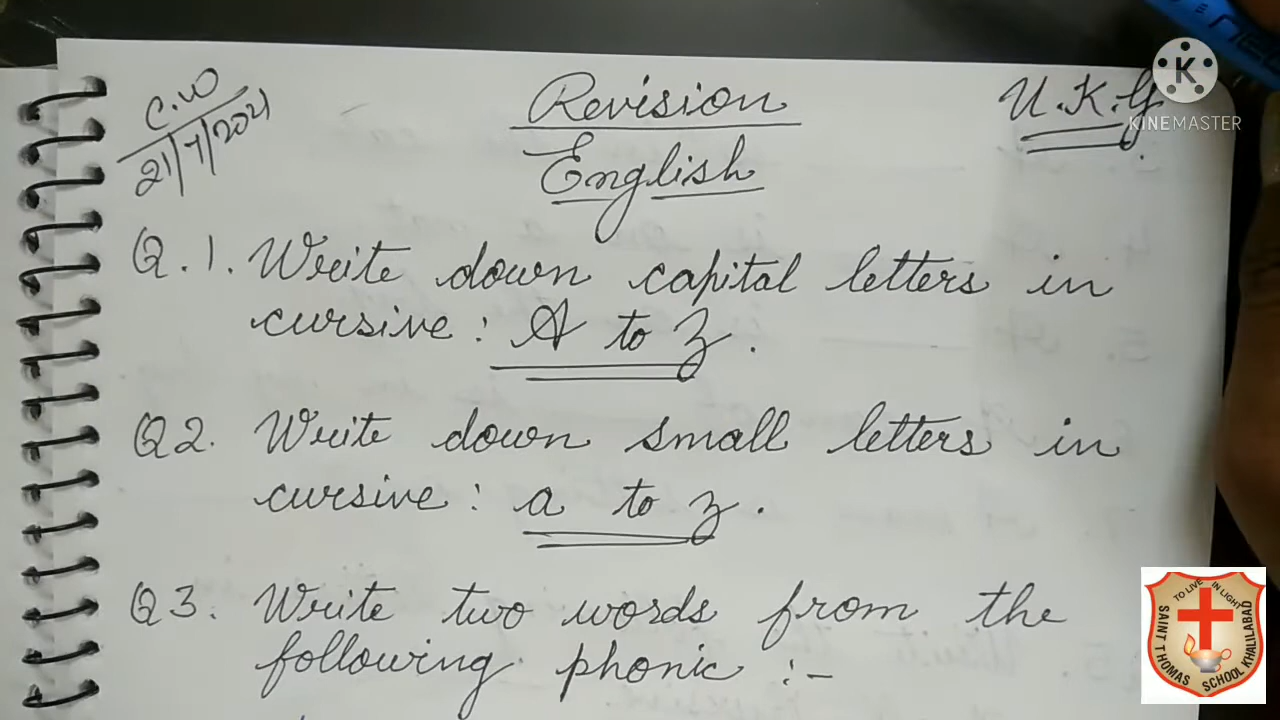 C.W
21/7/2021
Revision
U.K.G
English
Q.1. Write down capital letters in
cursive: A to Z.
Q2. Write down small letters in
cursive: a to z.
Q3. Write two words from the
following phonic :-
K
KINEMASTER
TO LIVE IN LIGHT
SAINT THOMAS SCHOOL KHALILABAD